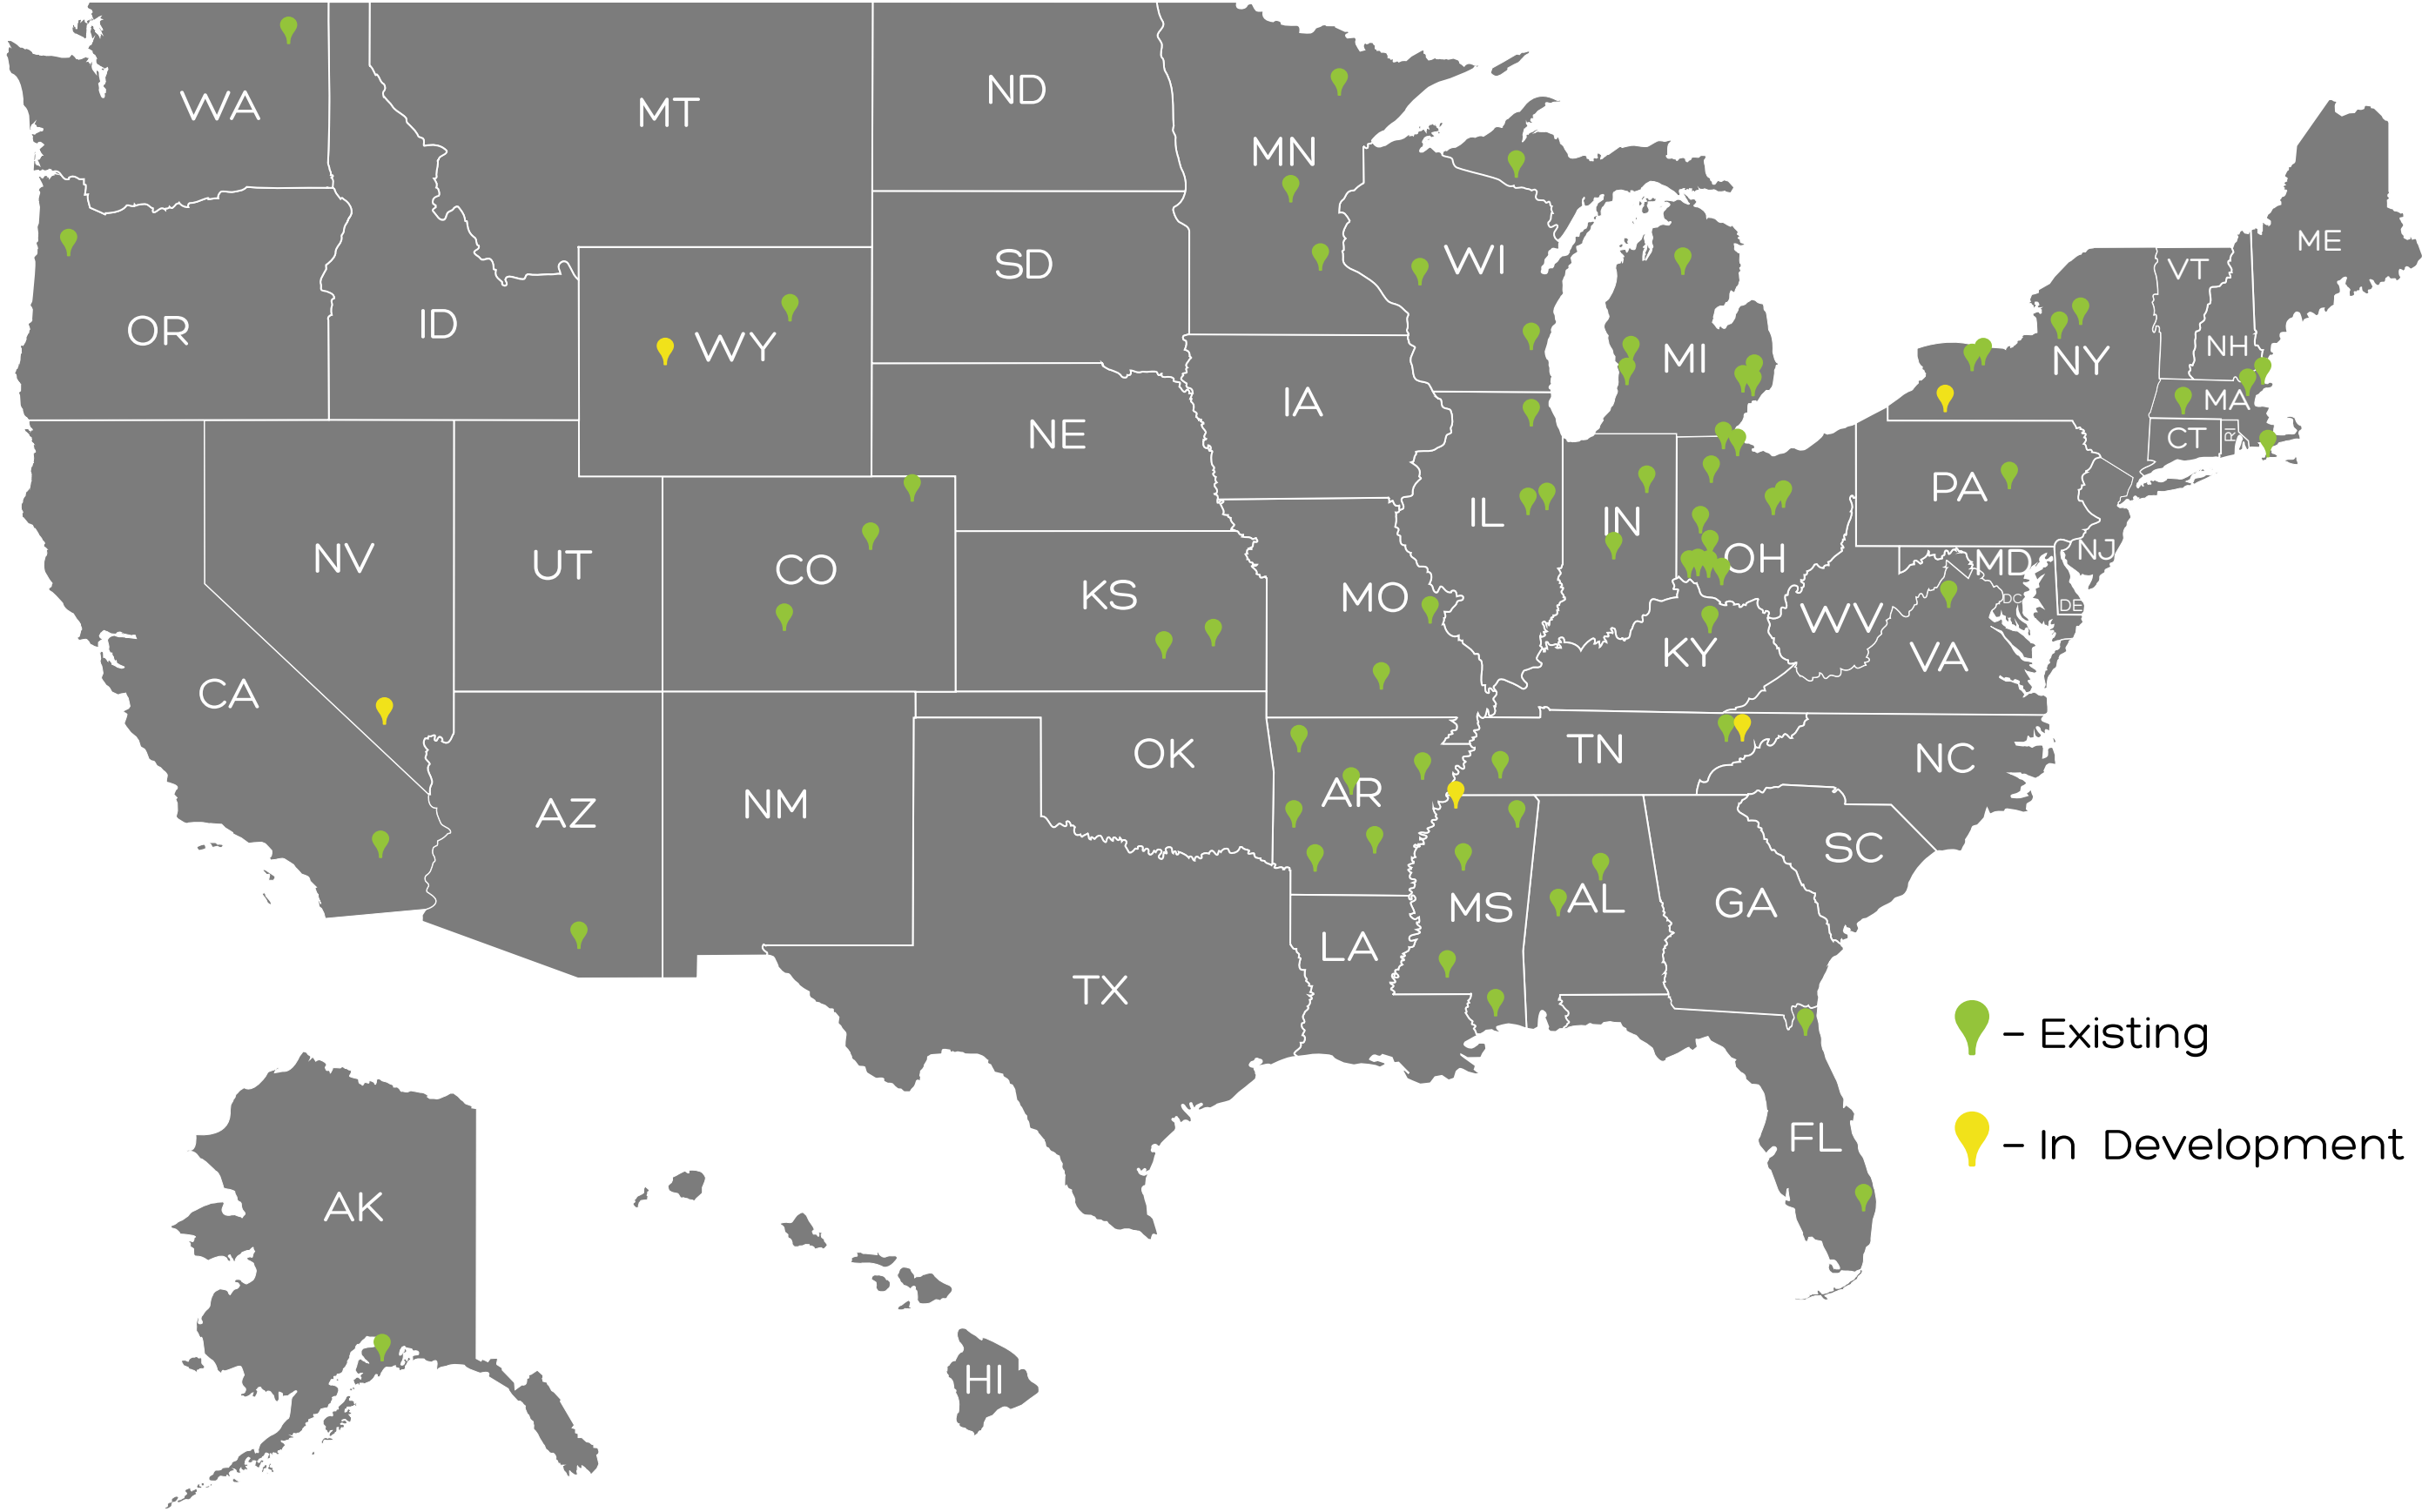 WA
MT
ND
MN
OR
ID
WY
SD
WI
MI
ME
VT
NH
NY
MA
CT
RI
NE
IA
NV
UT
CO
KS
MO
IL
IN
OH
PA
NJ
MD
DC
DE
WV
VA
KY
CA
AZ
NM
OK
AR
TN
NC
SC
MS
AL
GA
LA
TX
FL
AK
HI
- Existing
- In Development